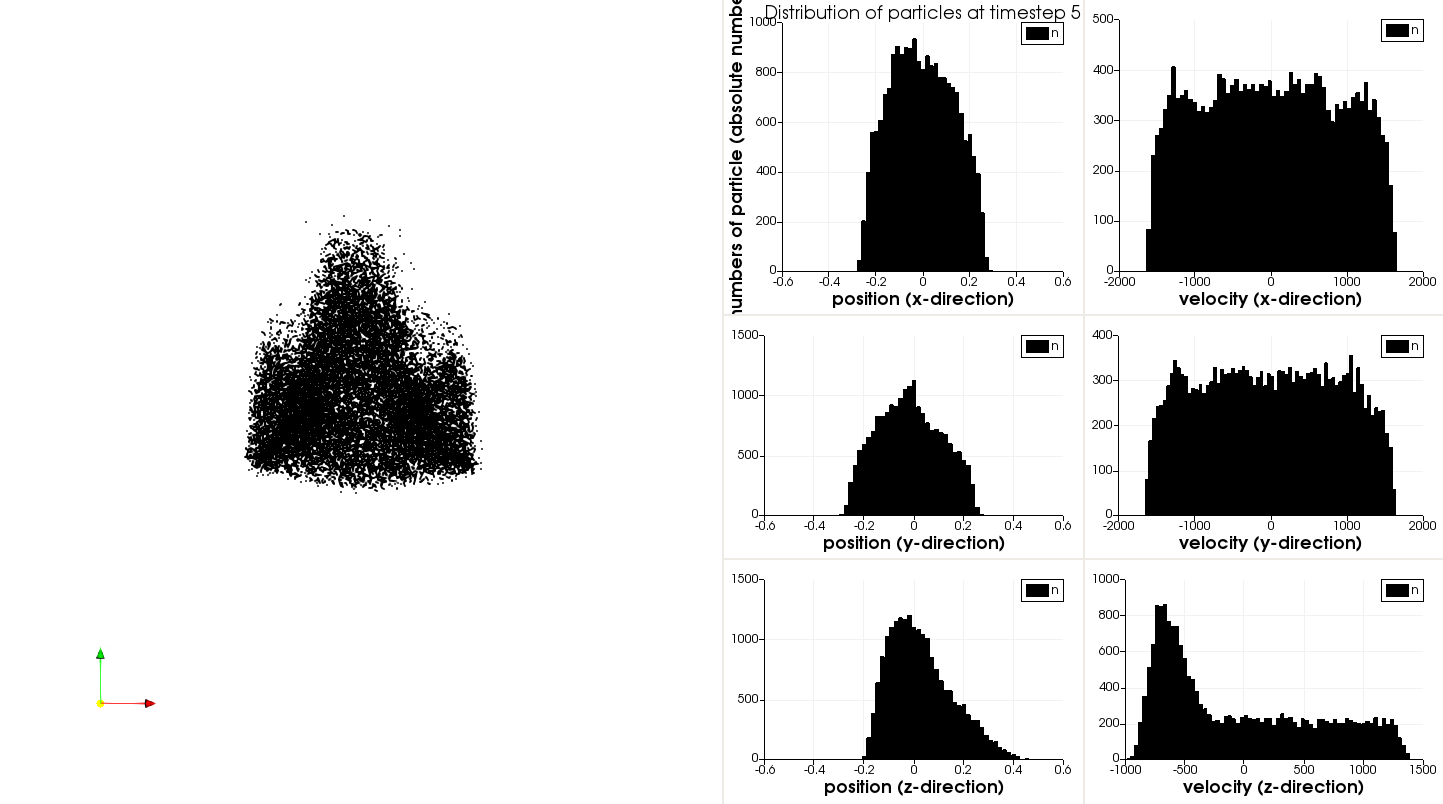 Distribution of particles at timestep 5
numbers of particle (absolute numbe
1000
800
600
400
200
0
-0.6 -0.4 -0.2 0 0.2 0.4 0.6
position (x-direction)
n
500
400
300
200
100
0
-2000 -1000 0 1000 2000
velocity (x-direction)
n
1500
1000
500
0
-0.6 -0.4 -0.2 0 0.2 0.4 0.6
position (y-direction)
n
400
300
200
100
0
-2000 -1000 0 1000 2000
velocity (y-direction)
n
1500
1000
500
0
-0.6 -0.4 -0.2 0 0.2 0.4 0.6
position (z-direction)
n
1000
800
600
400
200
0
-1000 -500 0 500 1000 1500
velocity (z-direction)
n